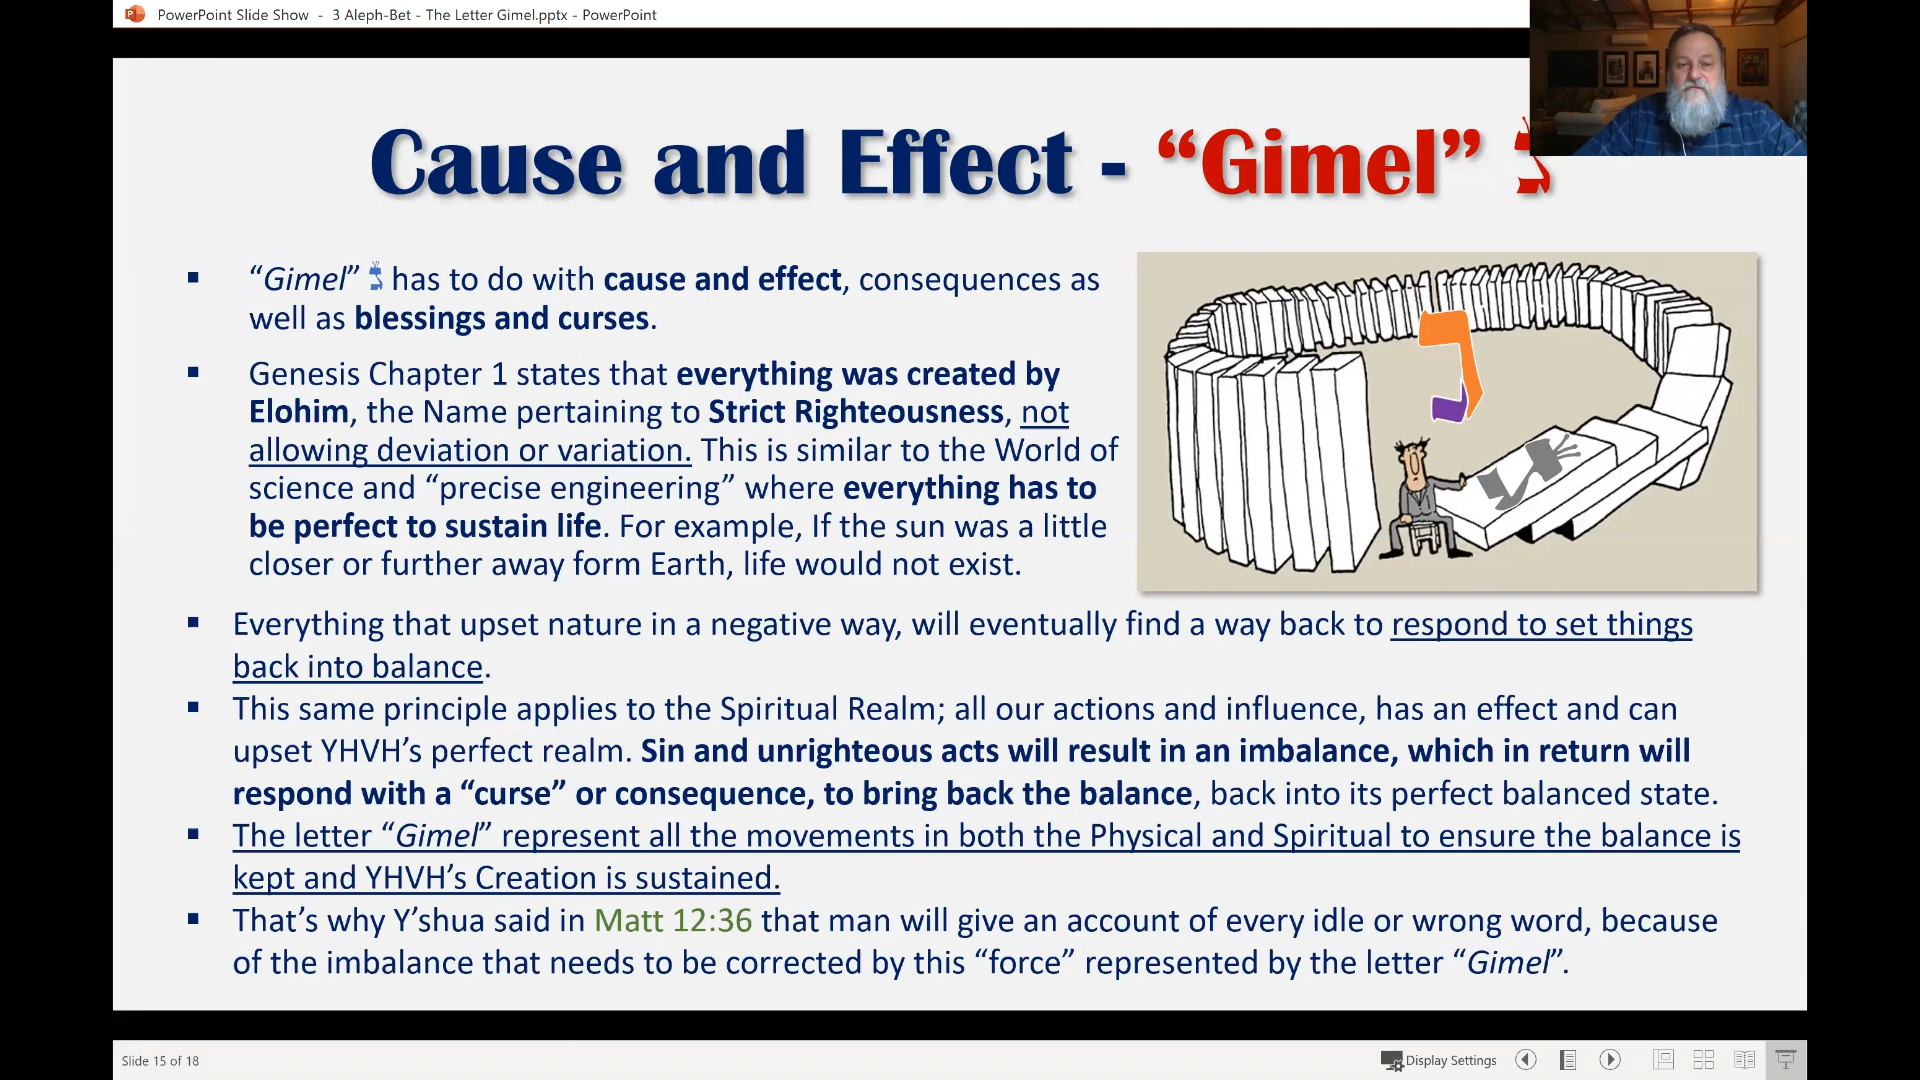 PowerPoint Slide Show - 3 Aleph-Bet - The Letter Gimel.pptx - PowerPoint
Cause and Effect - “Gimel” ג
▪ “Gimel” ג has to do with cause and effect, consequences as
well as blessings and curses.
▪ Genesis Chapter 1 states that everything was created by
Elohim, the Name pertaining to Strict Righteousness, not
allowing deviation or variation. This is similar to the World of
science and “precise engineering” where everything has to
be perfect to sustain life. For example, If the sun was a little
closer or further away form Earth, life would not exist.
▪ Everything that upset nature in a negative way, will eventually find a way back to respond to set things
back into balance.
▪ This same principle applies to the Spiritual Realm; all our actions and influence, has an effect and can
upset YHVH’s perfect realm. Sin and unrighteous acts will result in an imbalance, which in return will
respond with a “curse” or consequence, to bring back the balance, back into its perfect balanced state.
▪ The letter “Gimel” represent all the movements in both the Physical and Spiritual to ensure the balance is
kept and YHVH’s Creation is sustained.
▪ That’s why Y’shua said in Matt 12:36 that man will give an account of every idle or wrong word, because
of the imbalance that needs to be corrected by this “force” represented by the letter “Gimel”.
Slide 15 of 18
Display Settings